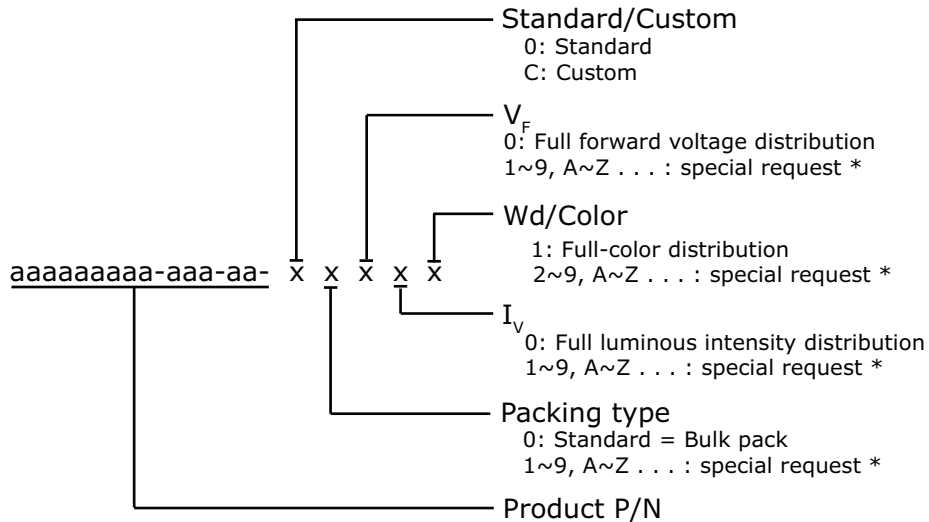 Standard/Custom
0: Standard
C: Custom
VF
0: Full forward voltage distribution
1~9, A~Z . . . : special request *
Wd/Color
1: Full-color distribution
2~9, A~Z . . . : special request *
aaaaaaaaa-aaa-aa- x x x x x
IV
0: Full luminous intensity distribution
1~9, A~Z . . . : special request *
Packing type
0: Standard = Bulk pack
1~9, A~Z . . . : special request *
Product P/N